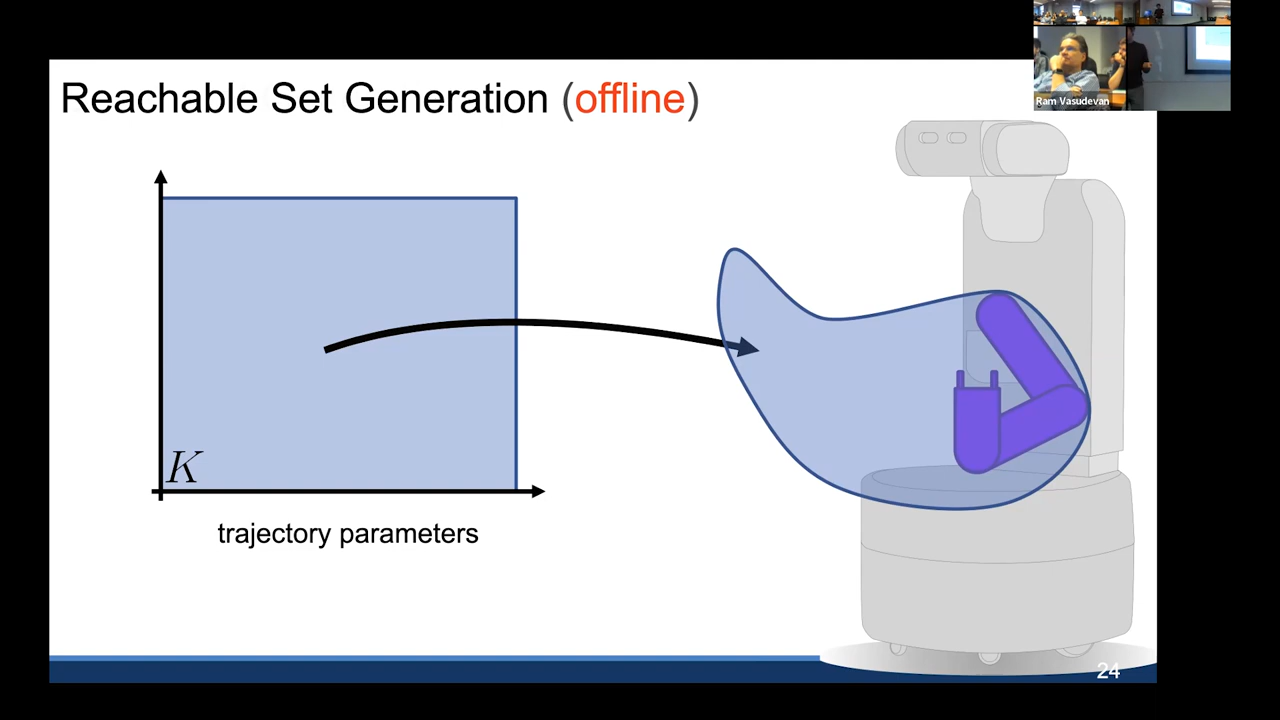 Reachable Set Generation (offline)
Ram Vasudevan
K
trajectory parameters
24